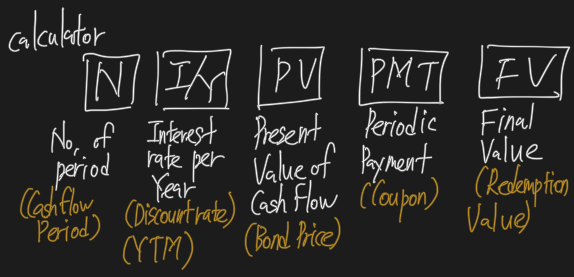 calculator
N I/Yr PV PMT FV
No. of period
(Cashflow Period)
Interest rate per Year
(Discount rate)
(YTM)
Present Value of Cash Flow
(Bond Price)
Periodic Payment
(Coupon)
Final Value
(Redemption Value)